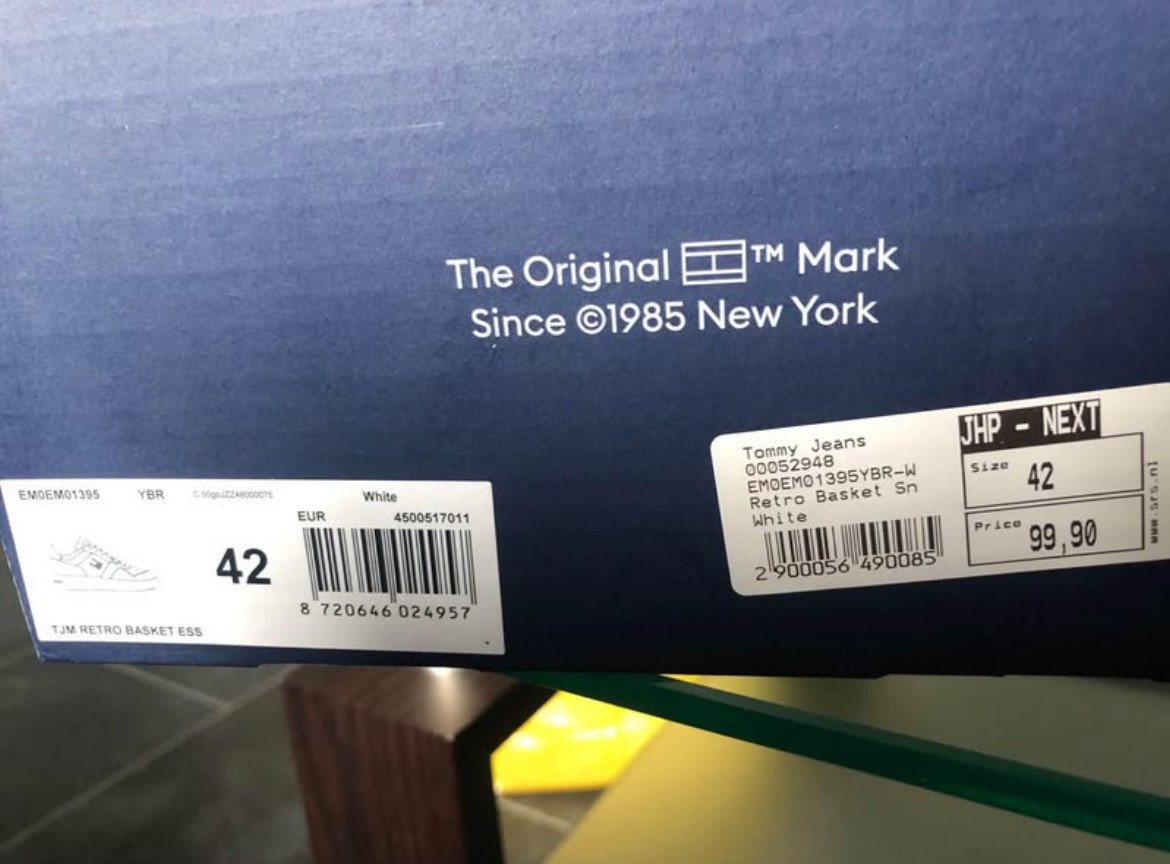 The Original ™ Mark
Since ©1985 New York
EM0EM01395 YBR White
EUR 4500517011
42
8 720646 024957
TJM RETRO BASKET ESS
Tommy Jeans
00052948
EM0EM01395YBR-W
Retro Basket Sn
White
2 900056 490085
JHP - NEXT
Size 42
Price 99,90
www.srs.nl